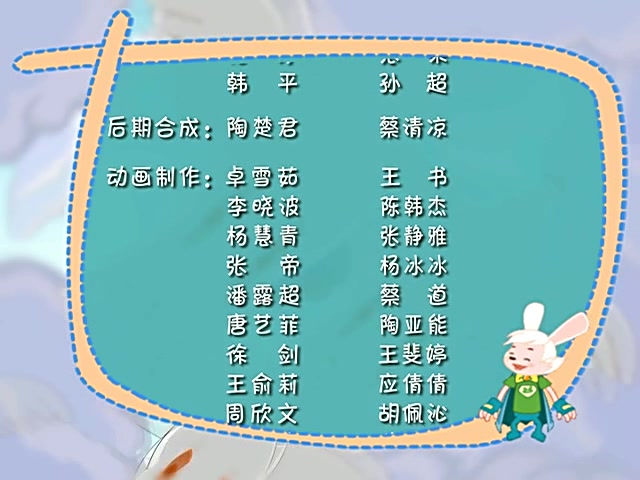 韩 平 孙 超
后期合成：陶楚君 蔡清凉
动画制作：卓雪茹 王 书
李晓波 陈韩杰
杨慧青 张静雅
张 帝 杨冰冰
潘露超 蔡 道
唐艺菲 陶亚能
徐 剑 王斐婷
王俞莉 应倩倩
周欣文 胡佩沁